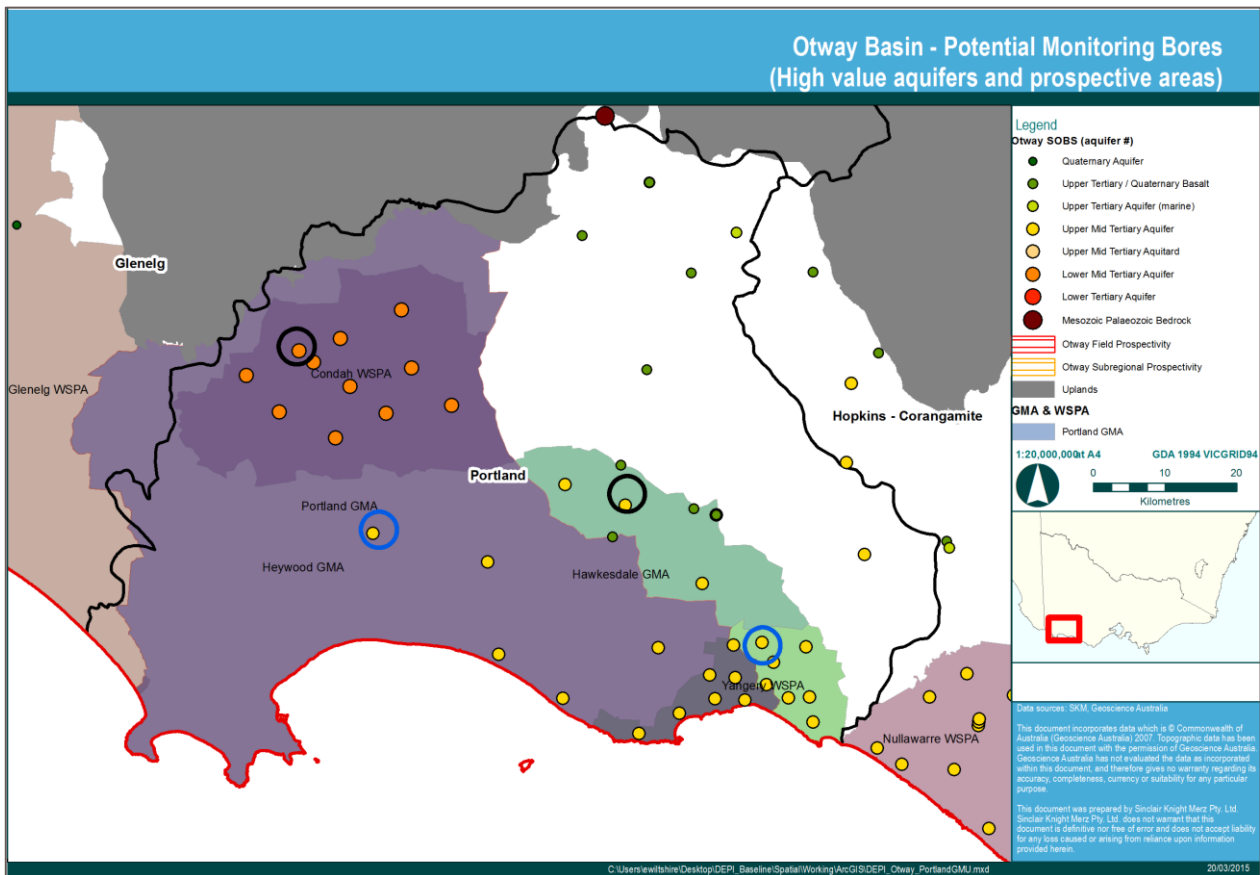 Otway Basin - Potential Monitoring Bores
(High value aquifers and prospective areas)
Glenelg
Glenelg WSPA
Condah WSPA
Hopkins - Corangamite
Portland
Portland GMA
Heywood GMA
Hawkesdale GMA
Yangery WSPA
Nullawarre WSPA
Legend
Otway SOBS (aquifer #)
Quaternary Aquifer
Upper Tertiary / Quaternary Basalt
Upper Tertiary Aquifer (marine)
Upper Mid Tertiary Aquifer
Upper Mid Tertiary Aquitard
Lower Mid Tertiary Aquifer
Lower Tertiary Aquifer
Mesozoic Palaeozoic Bedrock
Otway Field Prospectivity
Otway Subregional Prospectivity
Uplands
GMA & WSPA
Portland GMA
1:20,000,000at A4 GDA 1994 VICGRID94
0 10 20
Kilometres
Data sources: SKM, Geoscience Australia
This document incorporates data which is © Commonwealth of
Australia (Geoscience Australia) 2007. Topographic data has been
used in this document with the permission of Geoscience Australia.
Geoscience Australia has not evaluated the data as incorporated
within this document, and therefore gives no warranty regarding its
accuracy, completeness, currency or suitability for any particular
purpose.
This document was prepared by Sinclair Knight Merz Pty. Ltd.
Sinclair Knight Merz Pty. Ltd. does not warrant that this
document is definitive nor free of error and does not accept liability
for any loss caused or arising from reliance upon information
provided herein.
C:\Users\ewiltshire\Desktop\DEPI_Baseline\Spatial\Working\ArcGIS\DEPI_Otway_PortlandGMU.mxd 20/03/2015